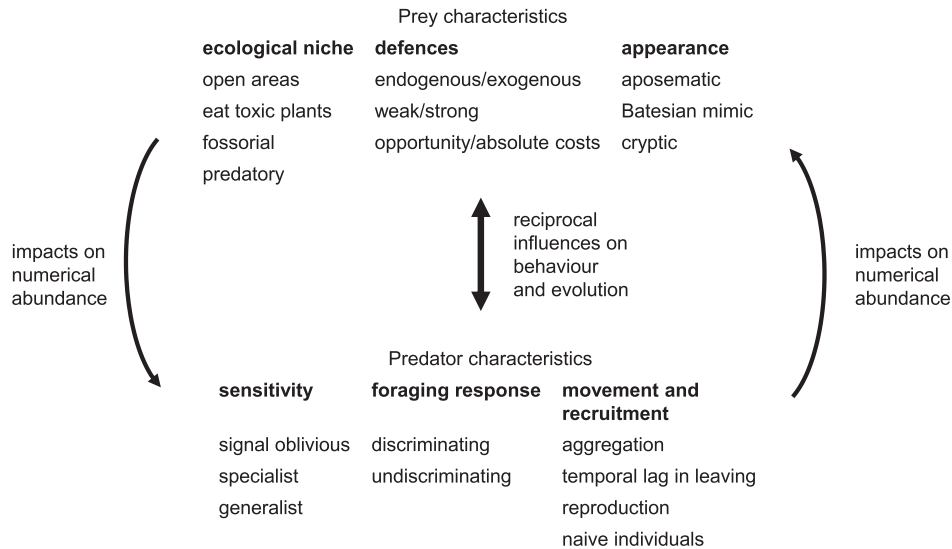 Prey characteristics
ecological niche defences appearance
open areas endogenous/exogenous aposematic
eat toxic plants weak/strong Batesian mimic
fossorial opportunity/absolute costs cryptic
predatory
impacts on
numerical
abundance
reciprocal
influences on
behaviour
and evolution
impacts on
numerical
abundance
Predator characteristics
sensitivity foraging response movement and
recruitment
signal oblivious discriminating aggregation
specialist undiscriminating temporal lag in leaving
generalist reproduction
naive individuals